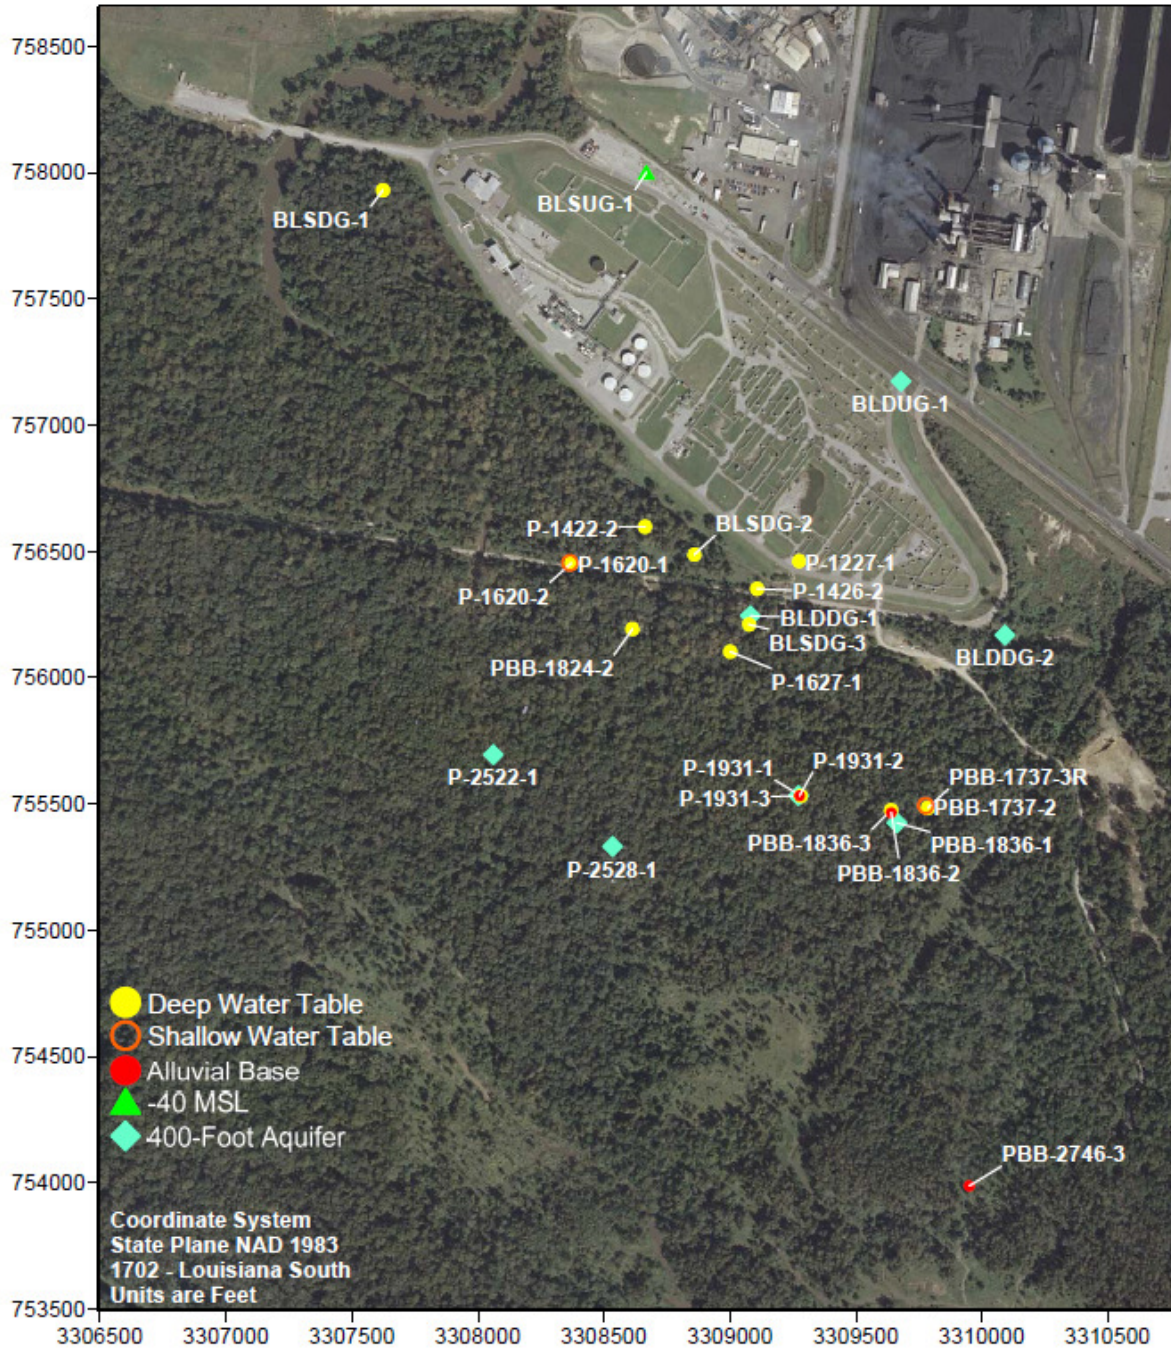 758500
758000
BLSUG-1
BLSDG-1
757500
BLDUG-1
757000
P-1422-2
BLSDG-2
756500
P-1620-1
P-1227-1
P-1620-2
P-1426-2
BLDDG-1
BLSDG-3
PBB-1824-2
BLDDG-2
756000
P-1627-1
P-2522-1
P-1931-1
P-1931-2
P-1931-3
PBB-1737-3R
755500
PBB-1737-2
PBB-1836-3
PBB-1836-1
P-2528-1
PBB-1836-2
755000
Deep Water Table
Shallow Water Table
754500
Alluvial Base
-40 MSL
400-Foot Aquifer
PBB-2746-3
754000
Coordinate System
State Plane NAD 1983
1702 - Louisiana South
Units are Feet
753500
3306500 3307000 3307500 3308000 3308500 3309000 3309500 3310000 3310500